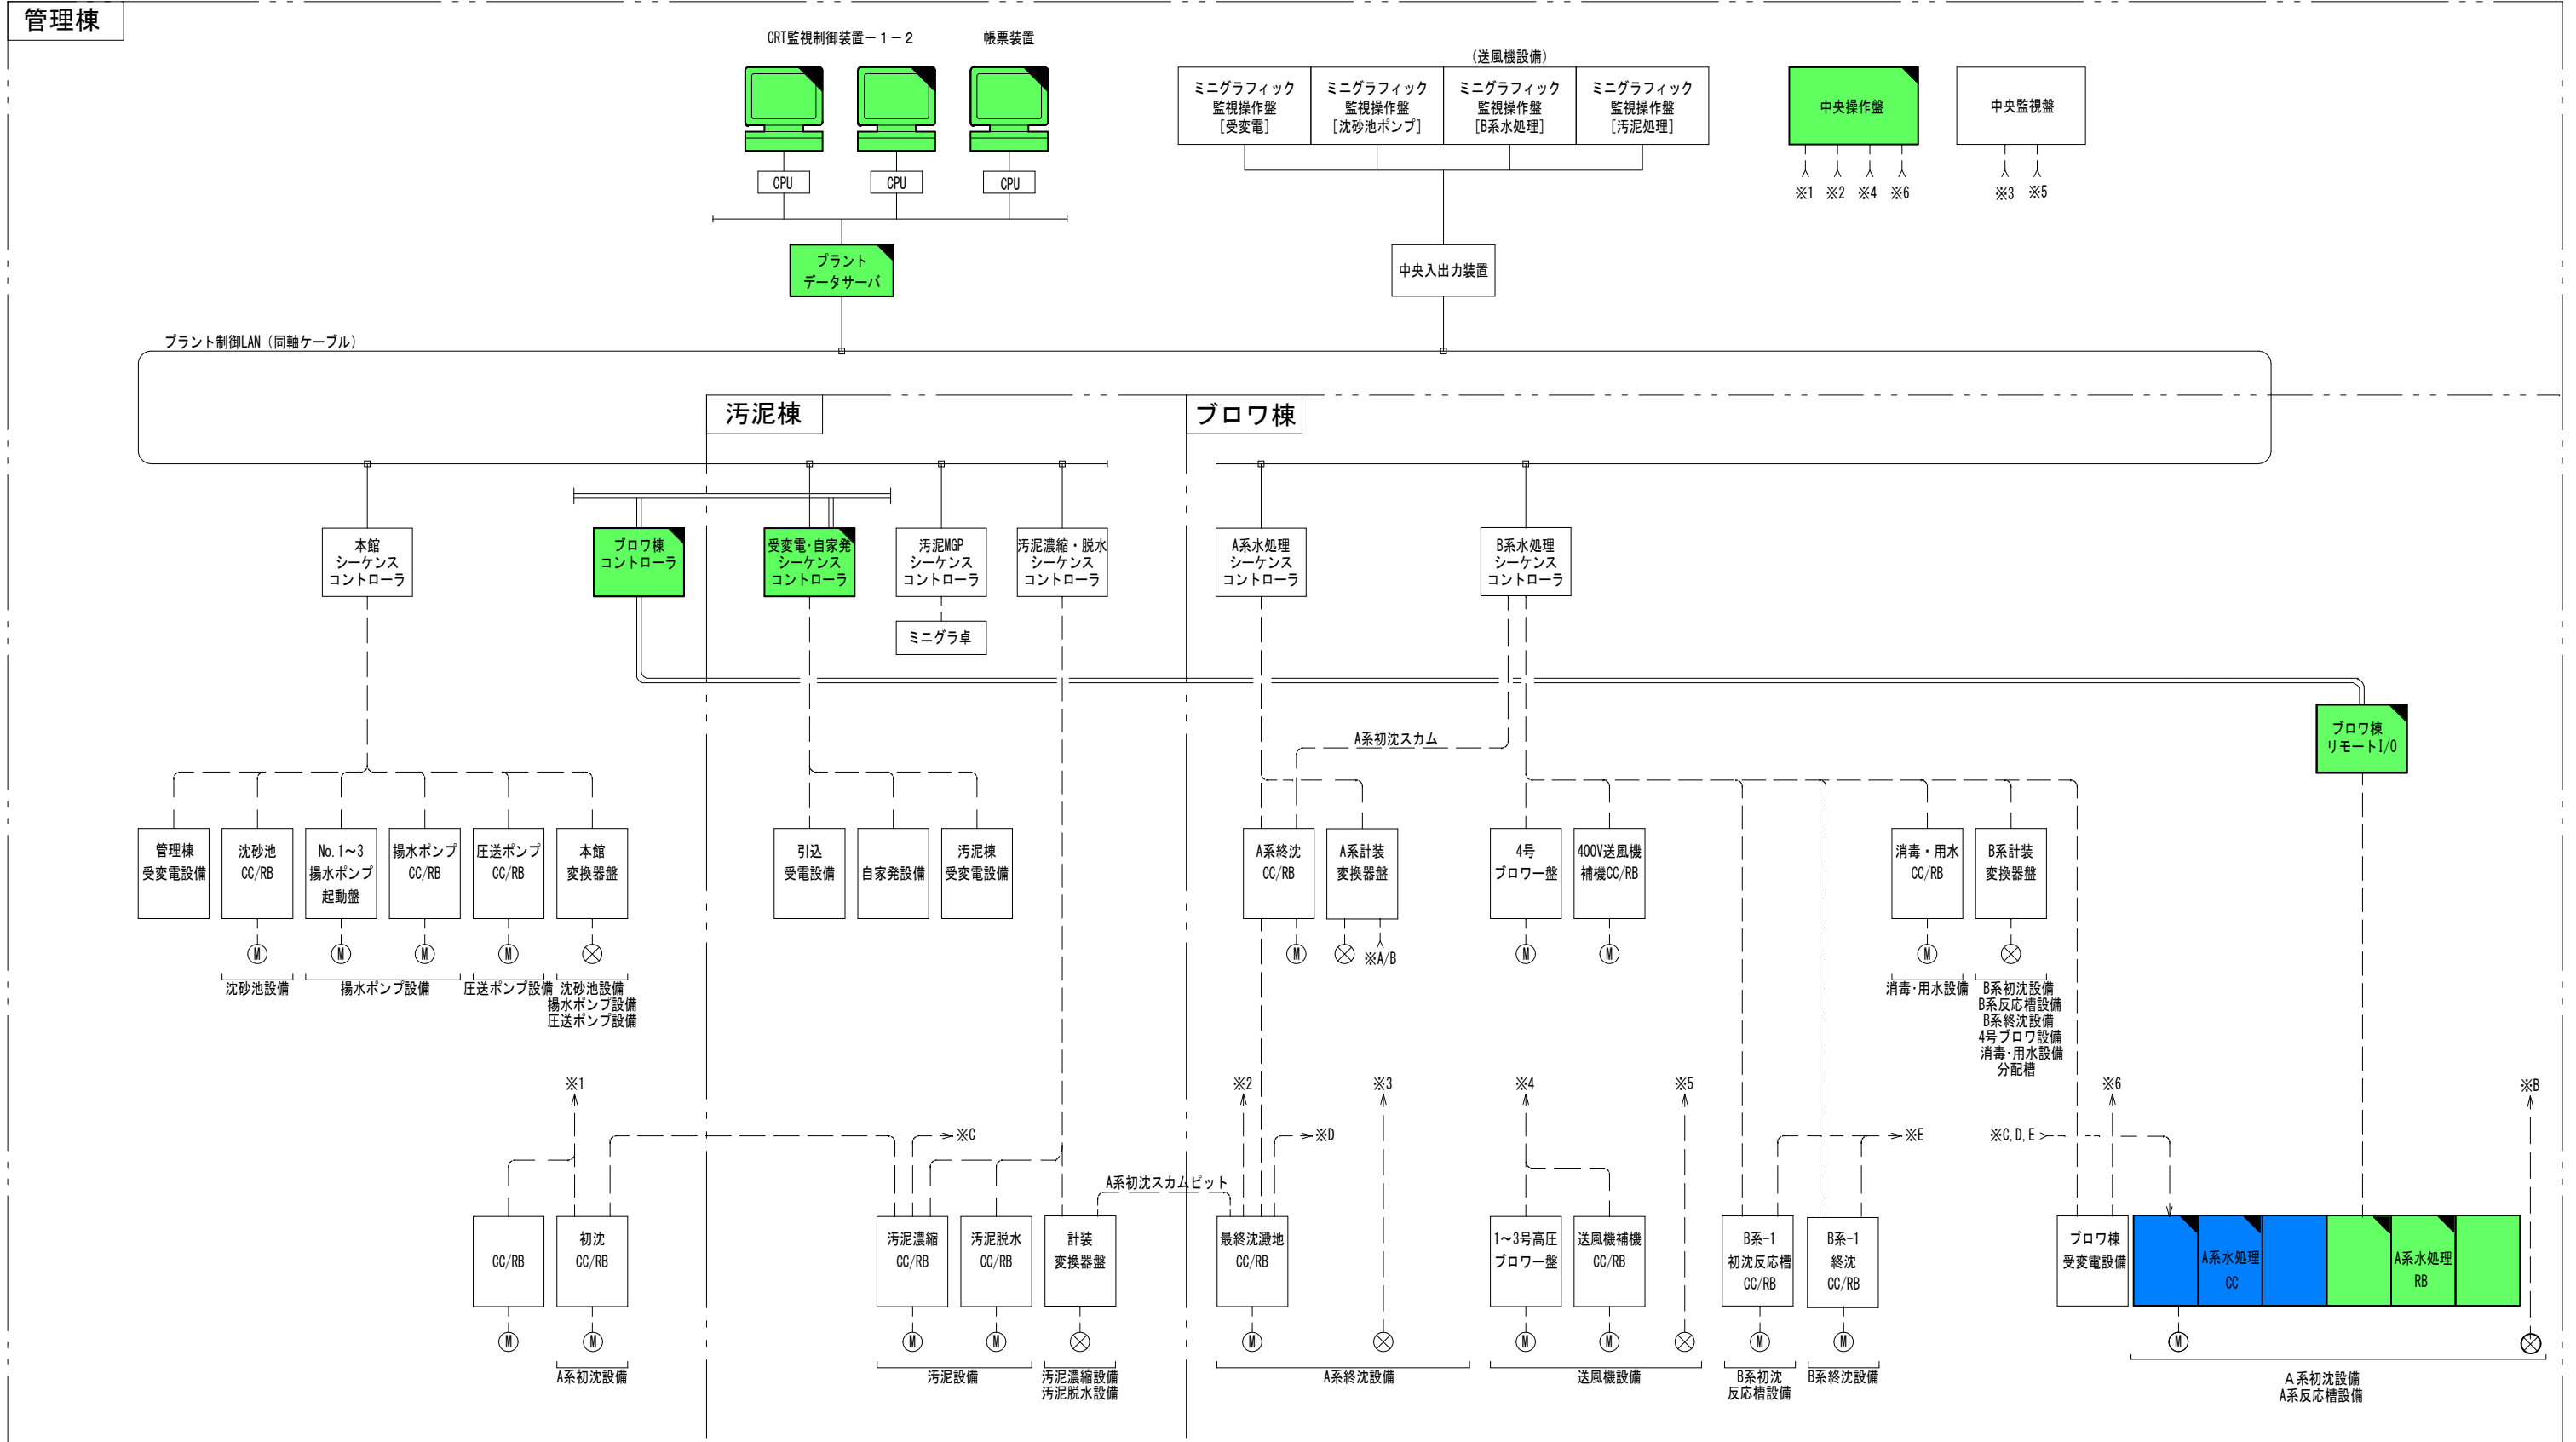 管理棟
CRT監視制御装置－１－２
帳票装置
CPU
CPU
CPU
プラント
データサーバ
(送風機設備)
ミニグラフィック
監視操作盤
[受変電]
ミニグラフィック
監視操作盤
[沈砂池ポンプ]
ミニグラフィック
監視操作盤
[B系水処理]
ミニグラフィック
監視操作盤
[汚泥処理]
中央入出力装置
中央操作盤
※1 ※2 ※4 ※6
中央監視盤
※3 ※5
プラント制御LAN（同軸ケーブル）
汚泥棟
ブロワ棟
本館
シーケンス
コントローラ
ブロワ棟
コントローラ
受変電・自家発
シーケンス
コントローラ
汚泥MGP
シーケンス
コントローラ
ミニグラ卓
汚泥濃縮・脱水
シーケンス
コントローラ
A系水処理
シーケンス
コントローラ
B系水処理
シーケンス
コントローラ
A系初沈スカム
ブロワ棟
リモートI/O
管理棟
受変電設備
沈砂池
CC/RB
M
沈砂池設備
No.1～3
揚水ポンプ
起動盤
M
揚水ポンプ
CC/RB
M
揚水ポンプ設備
圧送ポンプ
CC/RB
M
圧送ポンプ設備
本館
変換器盤
沈砂池設備
揚水ポンプ設備
圧送ポンプ設備
引込
受電設備
自家発設備
汚泥棟
受変電設備
A系終沈
CC/RB
M
A系計装
変換器盤
※A/B
4号
ブロワー盤
M
400V送風機
補機CC/RB
M
消毒・用水
CC/RB
M
消毒・用水設備
B系計装
変換器盤
B系初沈設備
B系反応槽設備
B系終沈設備
4号ブロワ設備
消毒・用水設備
分配槽
※1
※C
※2
※D
※3
※4
※5
※E
※C,D,E
※6
※B
A系初沈スカムピット
CC/RB
M
初沈
CC/RB
M
A系初沈設備
汚泥濃縮
CC/RB
M
汚泥脱水
CC/RB
M
汚泥設備
計装
変換器盤
汚泥濃縮設備
汚泥脱水設備
最終沈澱地
CC/RB
M
A系終沈設備
1～3号高圧
ブロワー盤
M
送風機補機
CC/RB
M
送風機設備
B系-1
初沈反応槽
CC/RB
M
B系初沈
反応槽設備
B系-1
終沈
CC/RB
M
B系終沈設備
ブロワ棟
受変電設備
A系水処理
CC
A系水処理
RB
M
Ａ系初沈設備
A系反応槽設備